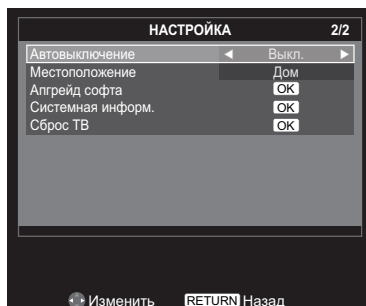 НАСТРОЙКА 2/2
Автовыключение ◀ Выкл. ▶
Местоположение Дом
Апгрейд софта OK
Системная информ. OK
Сброс ТВ OK
Изменить RETURN Назад